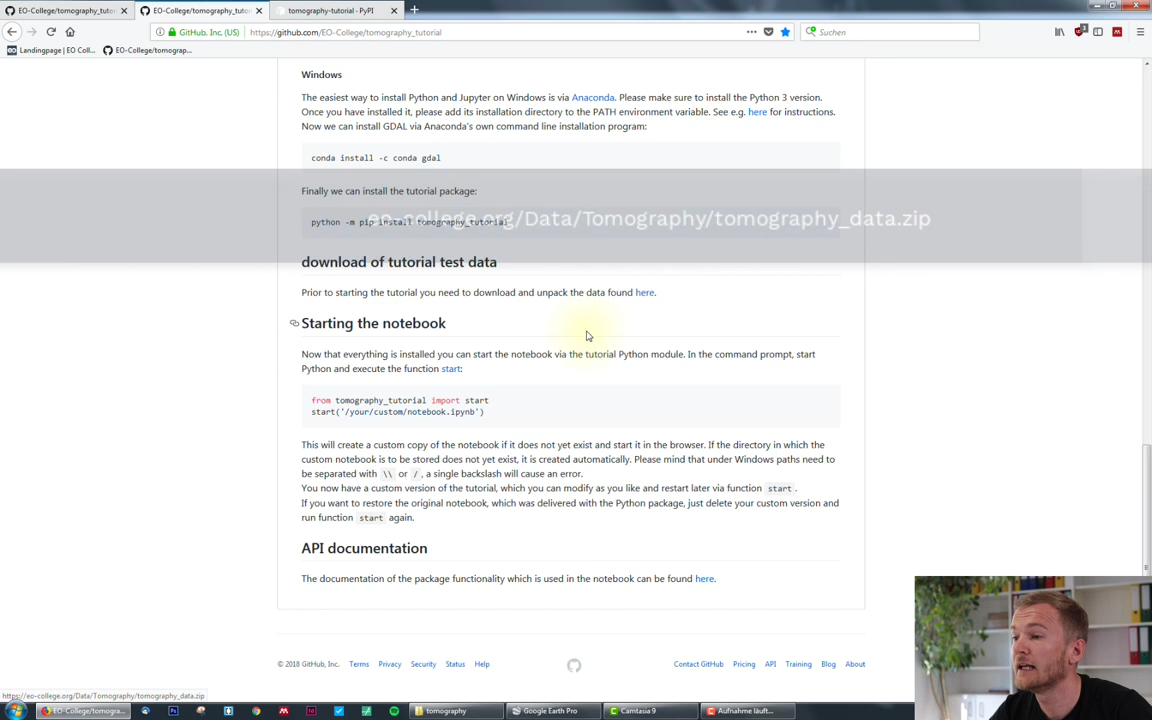 EO-College/tomography_tuto
EO-College/tomography_tutor
tomography-tutorial · PyPI
GitHub, Inc. (US)
https://github.com/EO-College/tomography_tutorial
Suchen
Landingpage | EO Coll...
EO-College/tomograp...
Windows
The easiest way to install Python and Jupyter on Windows is via Anaconda. Please make sure to install the Python 3 version.
Once you have installed it, please add its installation directory to the PATH environment variable. See e.g. here for instructions.
Now we can install GDAL via Anaconda's own command line installation program:
conda install -c conda gdal
Finally we can install the tutorial package:
python -m pip install tomography_tutorial
eo-college.org/Data/Tomography/tomography_data.zip
download of tutorial test data
Prior to starting the tutorial you need to download and unpack the data found here.
Starting the notebook
Now that everything is installed you can start the notebook via the tutorial Python module. In the command prompt, start
Python and execute the function start:
from tomography_tutorial import start
start('/your/custom/notebook.ipynb')
This will create a custom copy of the notebook if it does not yet exist and start it in the browser. If the directory in which the
custom notebook is to be stored does not yet exist, it is created automatically. Please mind that under Windows paths need to
be separated with \\ or /, a single backslash will cause an error.
You now have a custom version of the tutorial, which you can modify as you like and restart later via function start .
If you want to restore the original notebook, which was delivered with the Python package, just delete your custom version and
run function start again.
API documentation
The documentation of the package functionality which is used in the notebook can be found here.
© 2018 GitHub, Inc. Terms Privacy Security Status Help
Contact GitHub Pricing API Training Blog About
https://eo-college.org/Data/Tomography/tomography_data.zip
EO-College/tomogra...
tomography
Google Earth Pro
Camtasia 9
Aufnahme läuft...